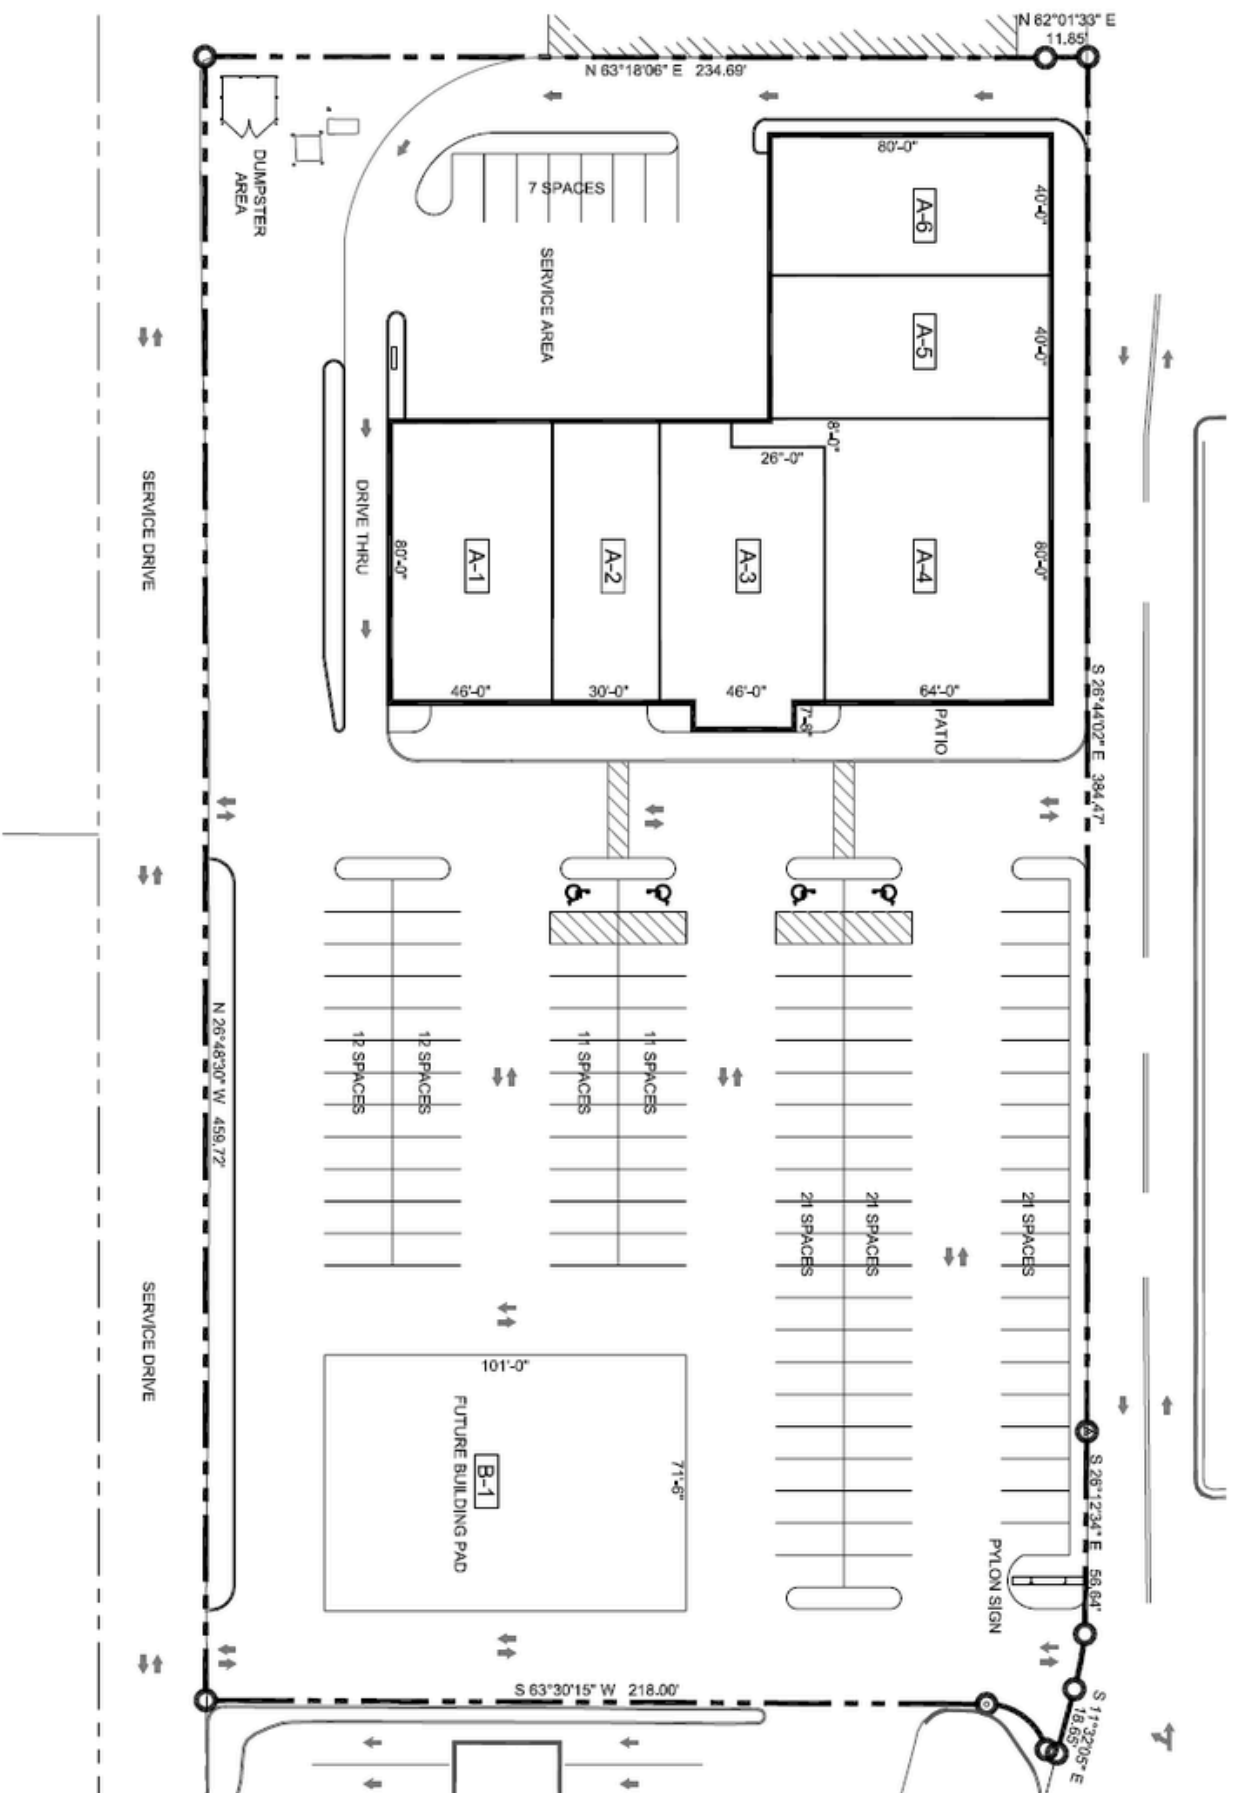 N 62°01'33" E
11.85'
N 63°18'06" E 234.69'
DUMPSTER
AREA
7 SPACES
SERVICE AREA
80'-0"
A-6
40'-0"
A-5
40'-0"
8'-0"
26'-0"
SERVICE DRIVE
DRIVE THRU
80'-0"
A-1
A-2
A-3
A-4
80'-0"
46'-0"
30'-0"
46'-0"
7'-8"
64'-0"
PATIO
S 26°44'02" E 384.47'
N 26°48'30" W 459.72'
12 SPACES
12 SPACES
11 SPACES
11 SPACES
21 SPACES
21 SPACES
21 SPACES
SERVICE DRIVE
101'-0"
71'-6"
B-1
FUTURE BUILDING PAD
S 26°12'34" E 56.64'
PYLON SIGN
S 63°30'15" W 218.00'
S 11°32'05" E
18.65'